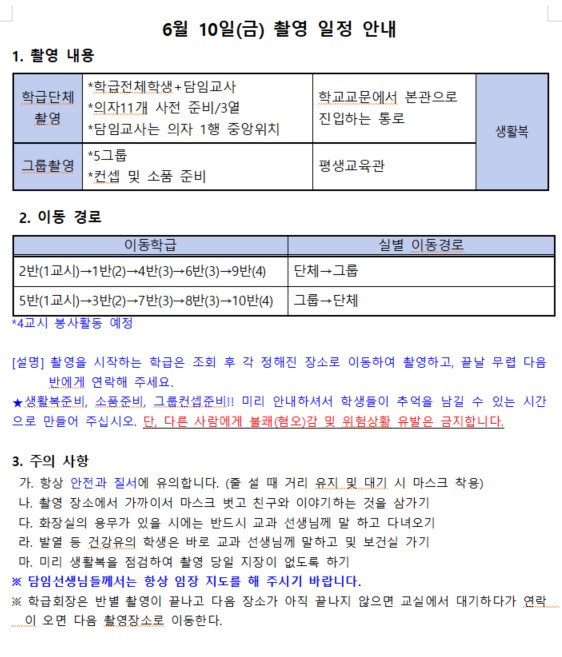 6월 10일(금) 촬영 일정 안내
1. 촬영 내용
학급단체
촬영
*학급전체학생+담임교사
*의자11개 사전 준비/3열
*담임교사는 의자 1행 중앙위치
학교교문에서 본관으로
진입하는 통로
생활복
그룹촬영
*5그룹
*컨셉 및 소품 준비
평생교육관
2. 이동 경로
이동학급 실별 이동경로
2반(1교시)→1반(2)→4반(3)→6반(3)→9반(4) 단체→그룹
5반(1교시)→3반(2)→7반(3)→8반(3)→10반(4) 그룹→단체
*4교시 봉사활동 예정
[설명] 촬영을 시작하는 학급은 조회 후 각 정해진 장소로 이동하여 촬영하고, 끝날 무렵 다음
반에게 연락해 주세요.
★생활복준비, 소품준비, 그룹컨셉준비!! 미리 안내하셔서 학생들이 추억을 남길 수 있는 시간
으로 만들어 주십시오. 단, 다른 사람에게 불쾌(혐오)감 및 위험상황 유발은 금지합니다.
3. 주의 사항
가. 항상 안전과 질서에 유의합니다. (줄 설 때 거리 유지 및 대기 시 마스크 착용)
나. 촬영 장소에서 가까이서 마스크 벗고 친구와 이야기하는 것을 삼가기
다. 화장실의 용무가 있을 시에는 반드시 교과 선생님께 말 하고 다녀오기
라. 발열 등 건강유의 학생은 바로 교과 선생님께 말하고 및 보건실 가기
마. 미리 생활복을 점검하여 촬영 당일 지장이 없도록 하기
※ 담임선생님들께서는 항상 임장 지도를 해 주시기 바랍니다.
※ 학급회장은 반별 촬영이 끝나고 다음 장소가 아직 끝나지 않으면 교실에서 대기하다가 연락
이 오면 다음 촬영장소로 이동한다.